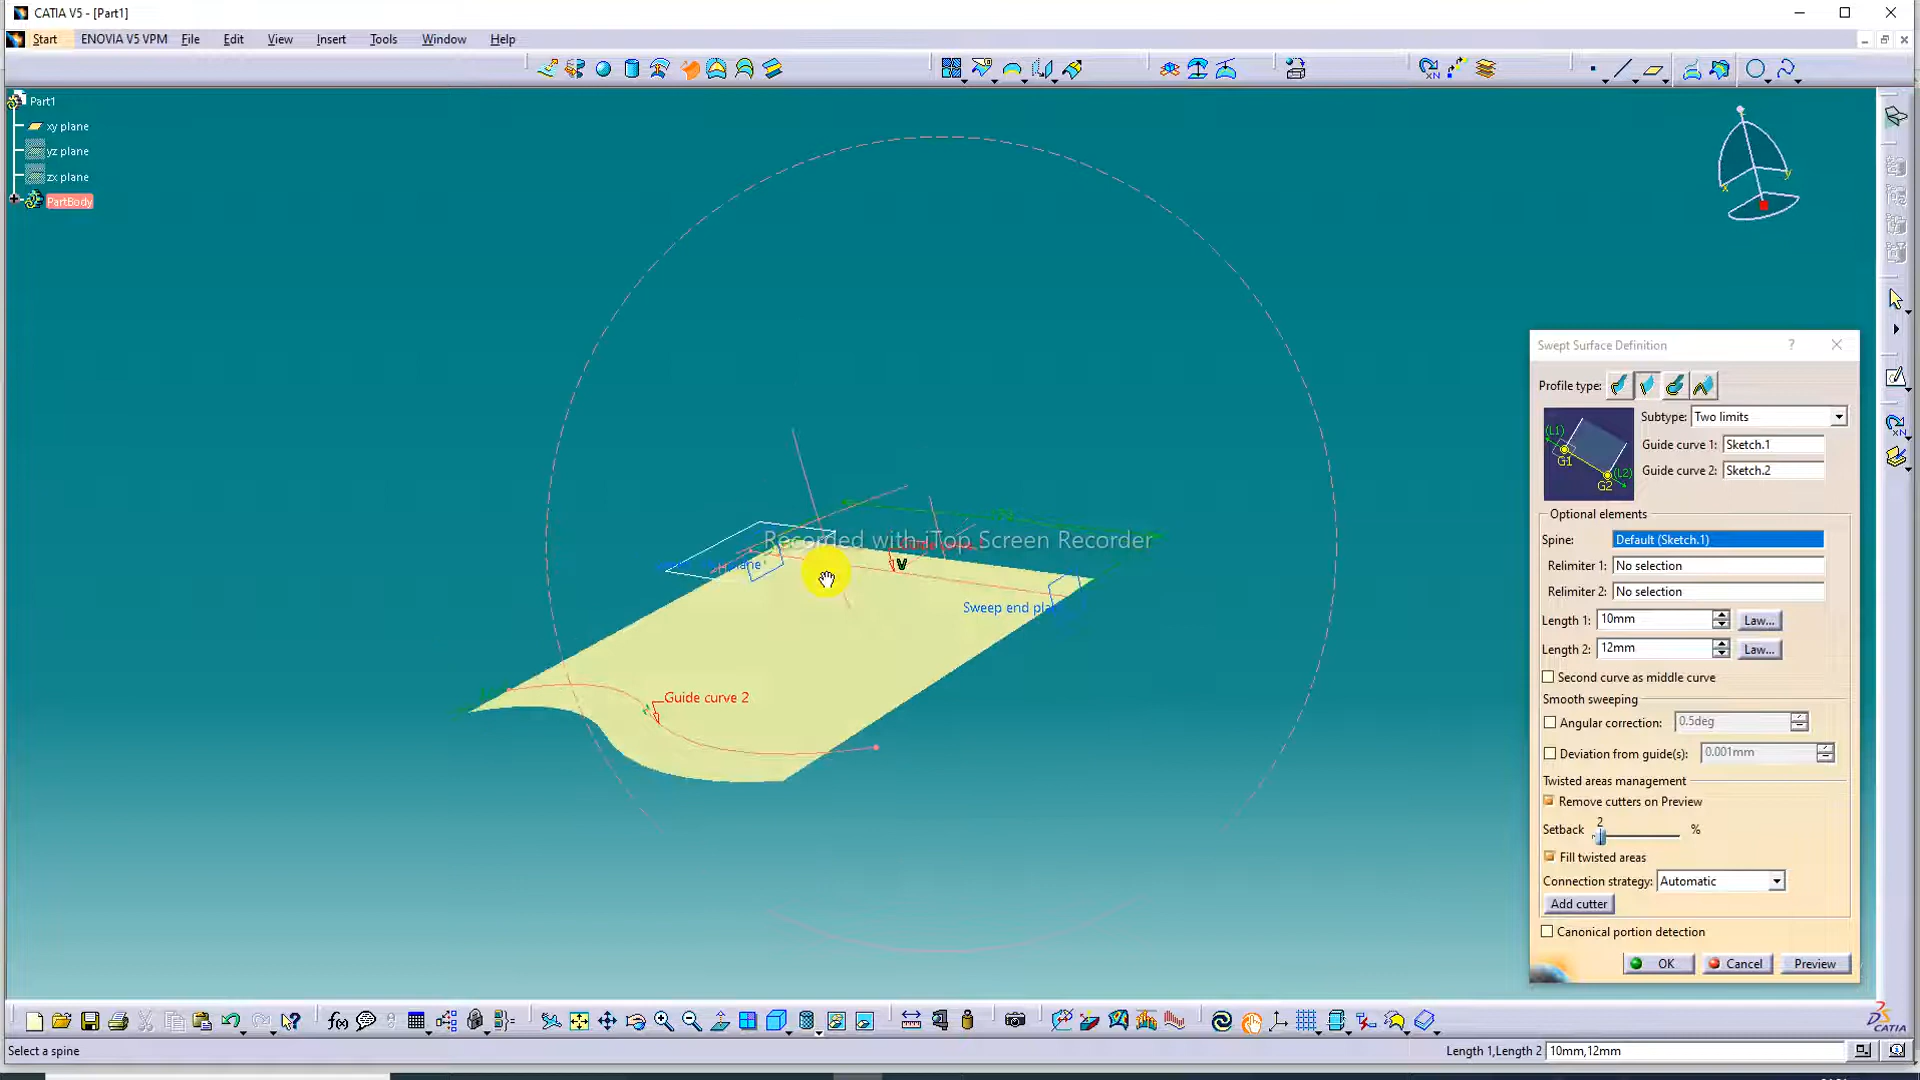 CATIA V5 - [Part1]
Start ENOVIA V5 VPM File Edit View Insert Tools Window Help
Part1
xy plane
yz plane
zx plane
PartBody
x
y
Recorded with iTop Screen Recorder
V
Sweep end pla
Guide curve 2
Swept Surface Definition ? 
Profile type:
Subtype: Two limits
(L1)
G1
(L2)
G2
Guide curve 1: Sketch.1
Guide curve 2: Sketch.2
Optional elements
Spine: Default (Sketch.1)
Relimiter 1: No selection
Relimiter 2: No selection
Length 1: 10mm Law...
Length 2: 12mm Law...
Second curve as middle curve
Smooth sweeping
Angular correction: 0.5deg
Deviation from guide(s): 0.001mm
Twisted areas management
Remove cutters on Preview
2
Setback %
Fill twisted areas
Connection strategy: Automatic
Add cutter
Canonical portion detection
OK Cancel Preview
f(x)
CATIA
Select a spine
Length 1,Length 2 10mm,12mm